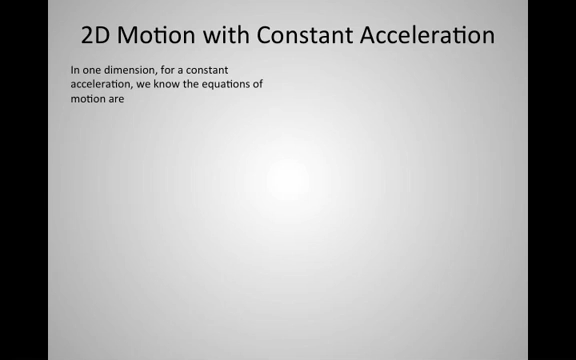 2D Motion with Constant Acceleration
In one dimension, for a constant
acceleration, we know the equations of
motion are